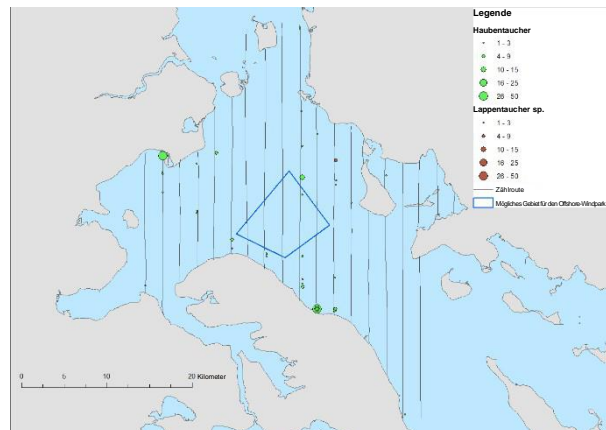 Legende
Haubentaucher
1 - 3
4 - 9
10 - 15
16 - 25
26 - 50
Lappentaucher sp.
1 - 3
4 - 9
10 - 15
16 - 25
26 - 50
Zählroute
Mögliches Gebiet für den Offshore-Windpark
0 5 10 20 Kilometer